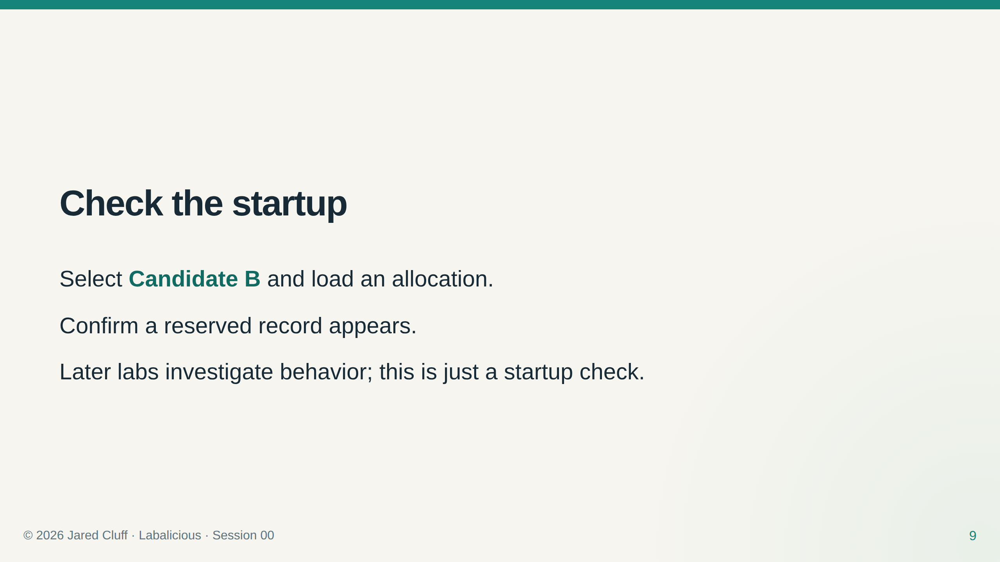 Check the startup
Select Candidate B and load an allocation.
Confirm a reserved record appears.
Later labs investigate behavior; this is just a startup check.
© 2026 Jared Cluff · Labalicious · Session 00
9